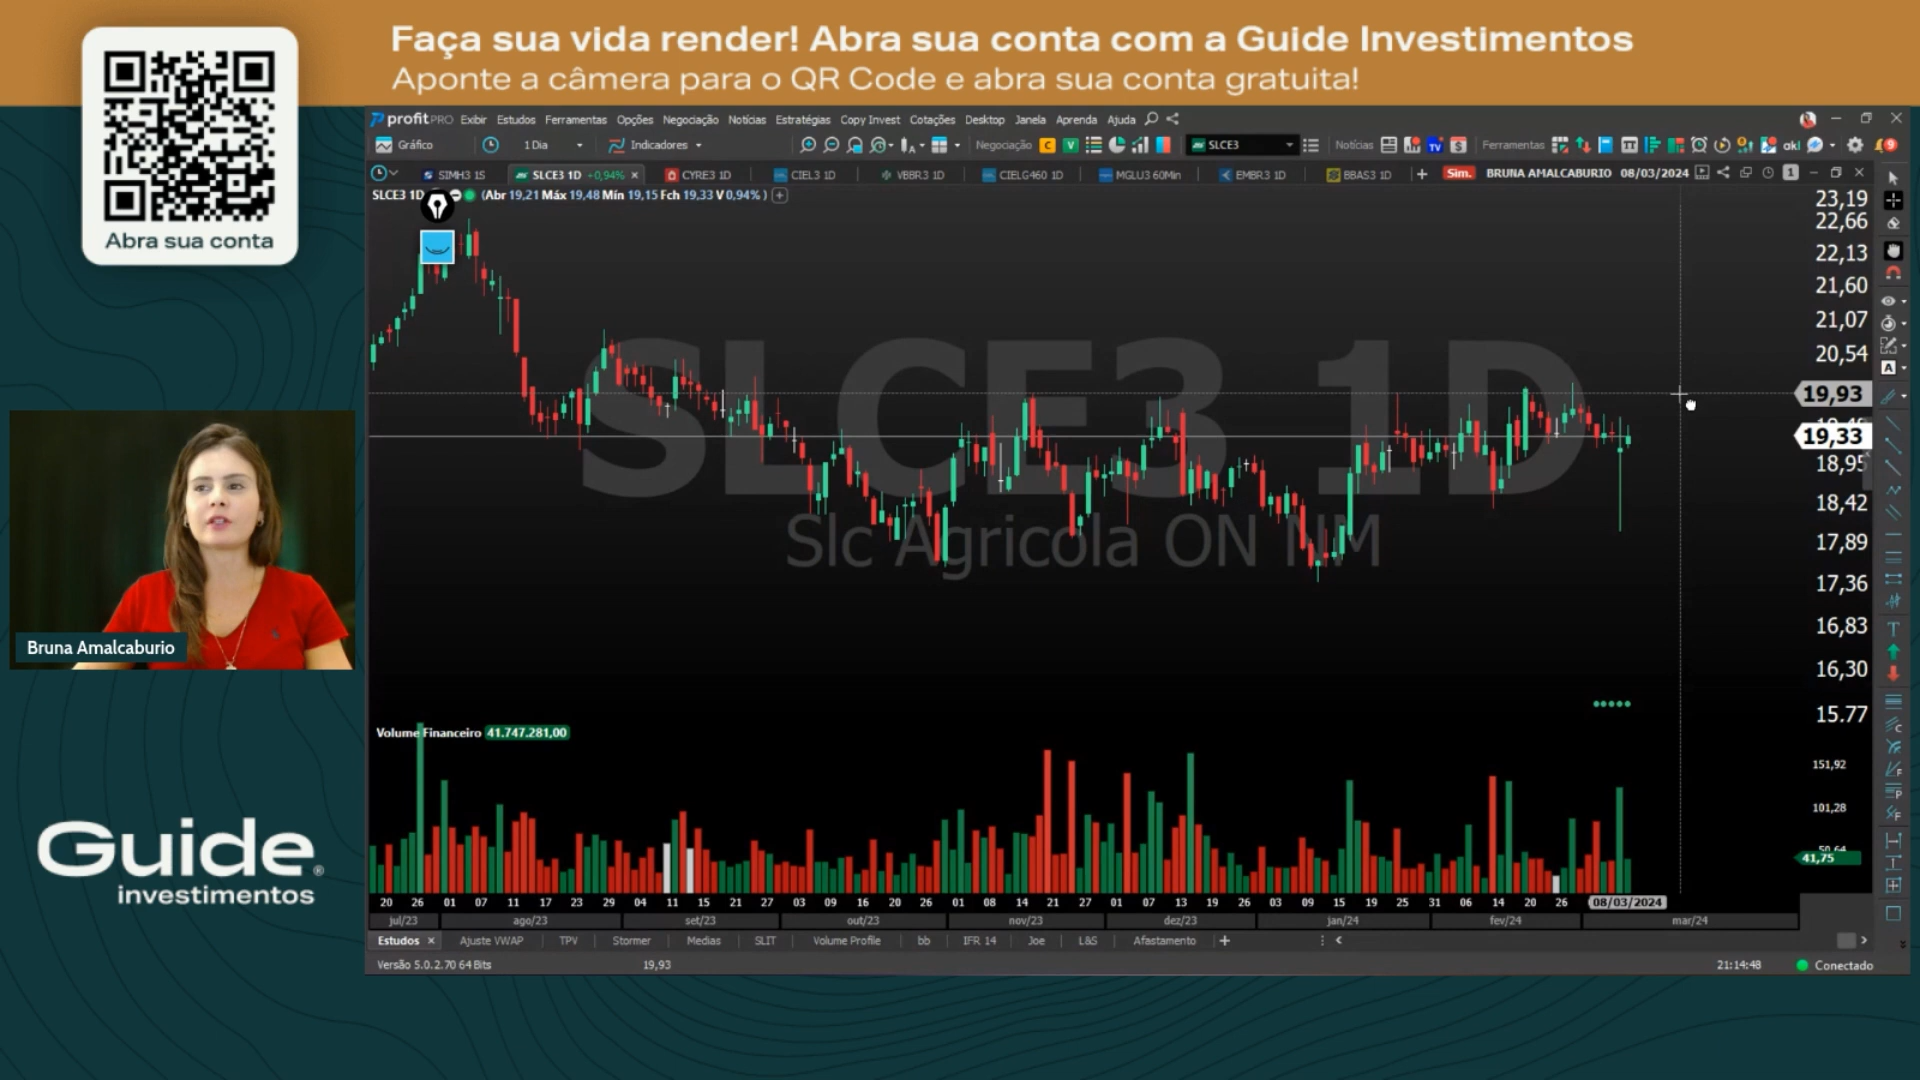 Faça sua vida render! Abra sua conta com a Guide Investimentos
Aponte a câmera para o QR Code e abra sua conta gratuita!
Abra sua conta
profit PRO Exibir Estudos Ferramentas Opções Negociação Notícias Estratégias Copy Invest Cotações Desktop Janela Aprenda Ajuda
Gráfico 1 Dia Indicadores Negociação C V SLCE3 Notícias TV $ Ferramentas TT akl 9
SIMH3 1S SLCE3 1D +0,94% CYRE3 1D CIEL3 1D VBBR3 1D CIELG460 1D MGLU3 60Min EMBR3 1D BBAS3 1D Sim. BRUNA AMALCABURIO 08/03/2024 1
SLCE3 1D (Abr 19,21 Máx 19,48 Mín 19,15 Fch 19,33 V 0,94% )
23,19
22,66
22,13
21,60
21,07
20,54
19,93
19,33
18,95
18,42
17,89
17,36
16,83
16,30
15.77
SLCE3 1D
Slc Agricola ON NM
Bruna Amalcaburio
Volume Financeiro 41.747.281,00
151,92
101,28
50,64
41,75
20 26 01 07 11 17 23 29 04 11 15 21 27 03 09 16 20 26 01 08 14 21 27 01 07 13 19 26 03 09 15 19 25 31 06 14 20 26 08/03/2024
jul/23 ago/23 set/23 out/23 nov/23 dez/23 jan/24 fev/24 mar/24
Estudos Ajuste VWAP TPV Stormer Medias SLIT Volume Profile bb IFR 14 Joe L&S Afastamento
Versão 5.0.2.70 64 Bits 19,93 21:14:48 Conectado
Guide
investimentos